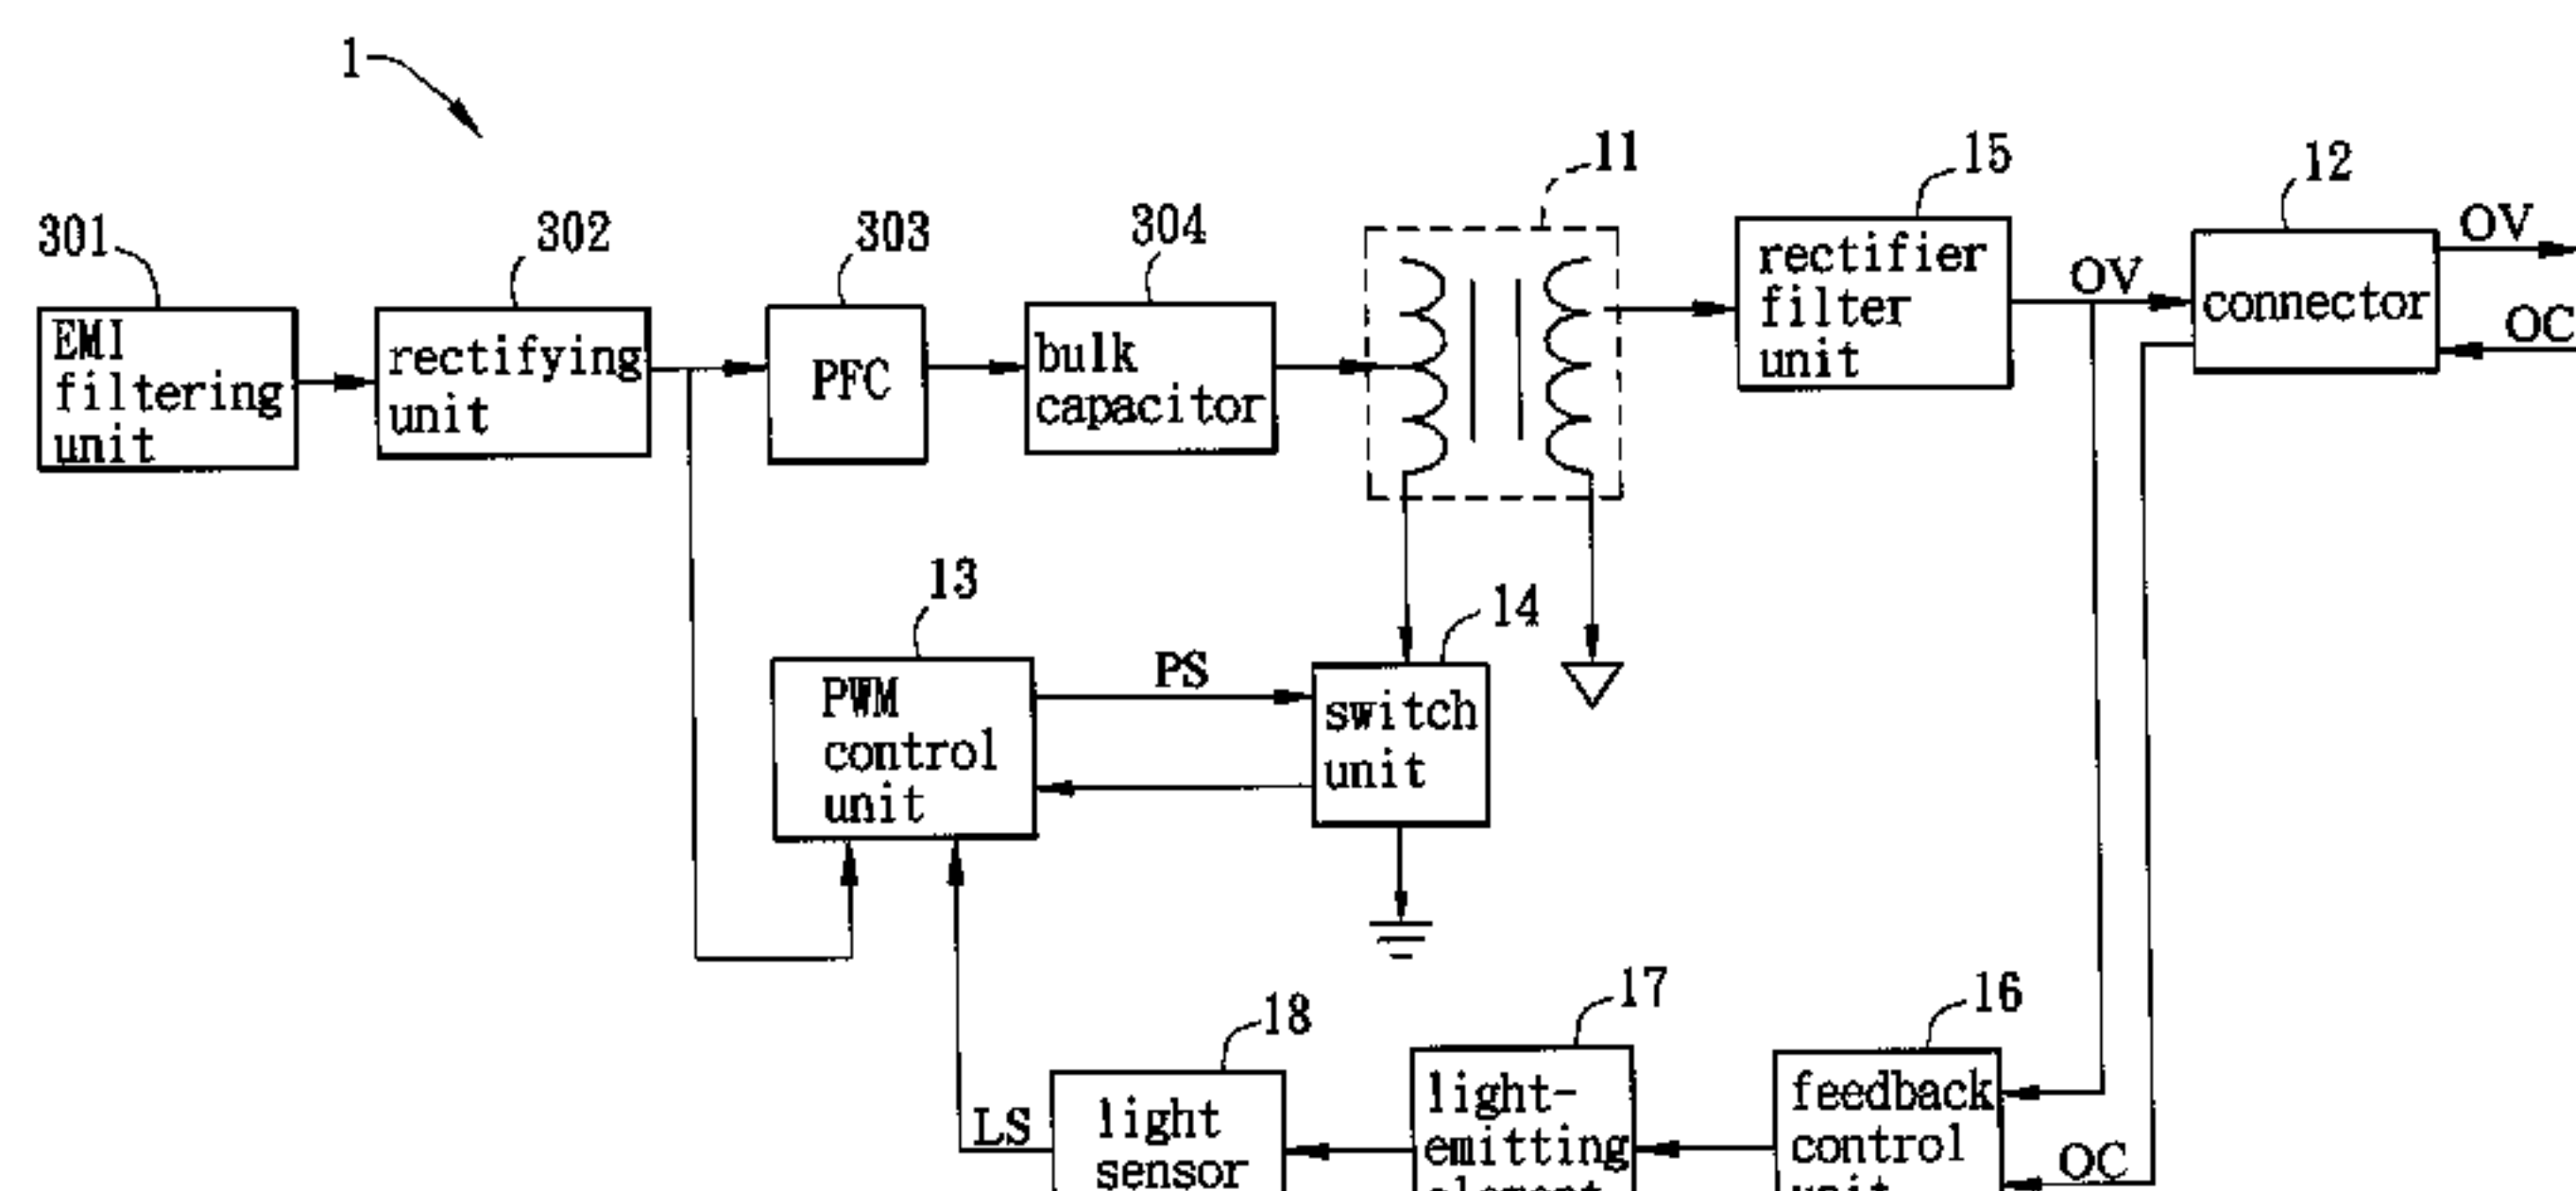 1
11
15
12
301
302
303
304
OV
OV
OC
EMI
filtering
unit
rectifying
unit
PFC
bulk
capacitor
rectifier
filter
unit
connector
13
14
PS
PWM
control
unit
switch
unit
18
17
16
LS
light
sensor
light-
emitting
element
feedback
control
unit
OC